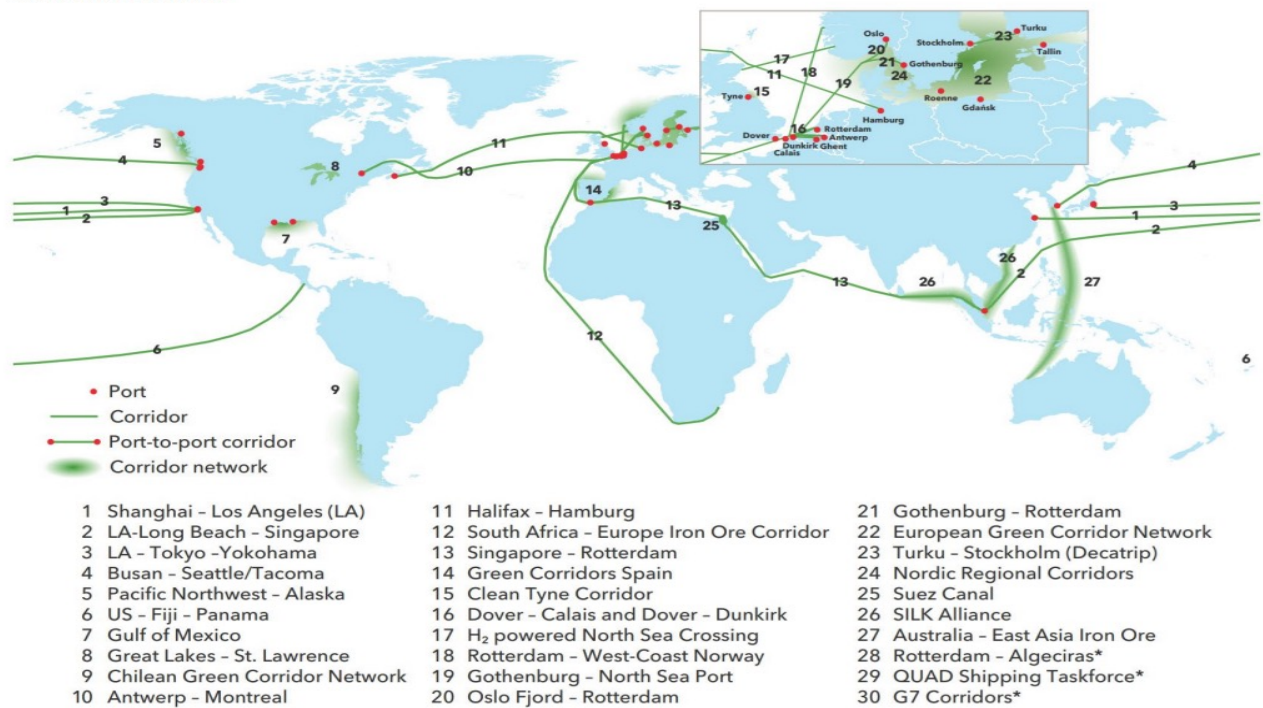 17
11
15
Tyne
18
19
Oslo
20
21
Gothenburg
24
Stockholm
23
Turku
Tallin
22
Roenne
Gdańsk
Hamburg
16
Rotterdam
Dover
Antwerp
Dunkirk
Ghent
Calais
5
4
8
11
10
3
1
2
7
6
9
14
13
25
12
13
26
26
2
27
4
3
1
2
6
Port
Corridor
Port-to-port corridor
Corridor network
1 Shanghai – Los Angeles (LA)
2 LA-Long Beach – Singapore
3 LA – Tokyo –Yokohama
4 Busan – Seattle/Tacoma
5 Pacific Northwest – Alaska
6 US – Fiji – Panama
7 Gulf of Mexico
8 Great Lakes – St. Lawrence
9 Chilean Green Corridor Network
10 Antwerp – Montreal
11 Halifax – Hamburg
12 South Africa – Europe Iron Ore Corridor
13 Singapore – Rotterdam
14 Green Corridors Spain
15 Clean Tyne Corridor
16 Dover – Calais and Dover – Dunkirk
17 H₂ powered North Sea Crossing
18 Rotterdam – West-Coast Norway
19 Gothenburg – North Sea Port
20 Oslo Fjord – Rotterdam
21 Gothenburg – Rotterdam
22 European Green Corridor Network
23 Turku – Stockholm (Decatrip)
24 Nordic Regional Corridors
25 Suez Canal
26 SILK Alliance
27 Australia – East Asia Iron Ore
28 Rotterdam – Algeciras*
29 QUAD Shipping Taskforce*
30 G7 Corridors*